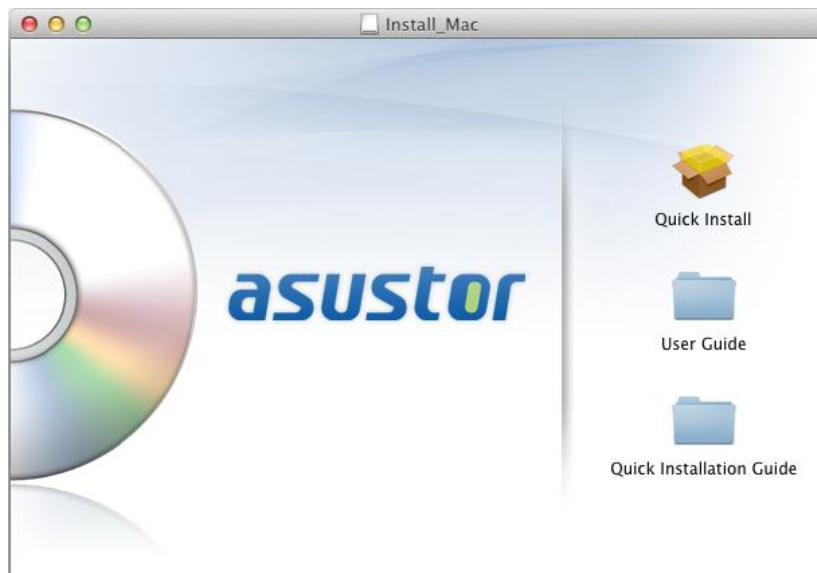 Install_Mac
asustor
Quick Install
User Guide
Quick Installation Guide